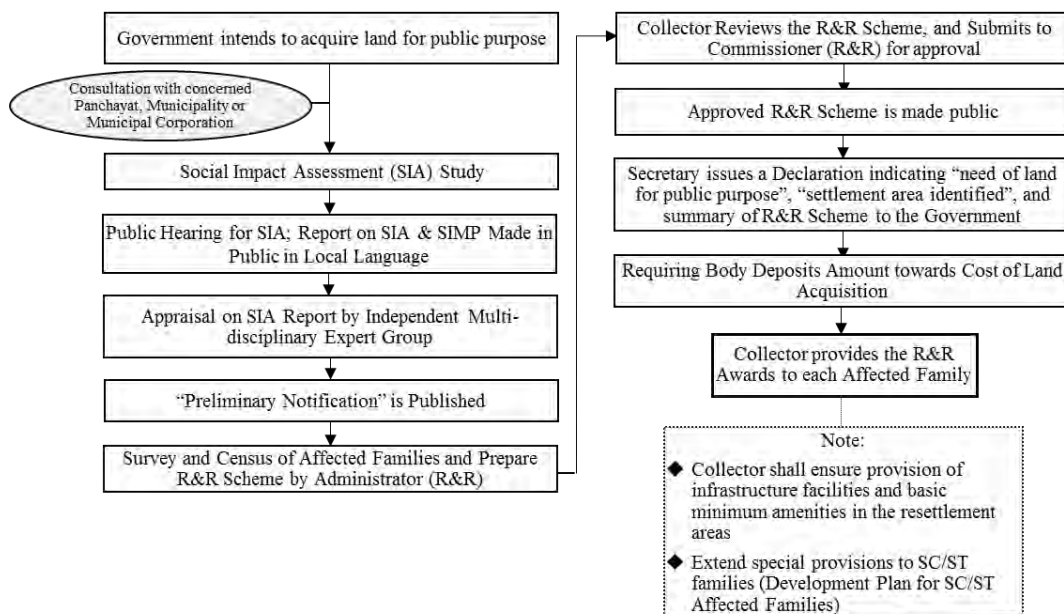 Government intends to acquire land for public purpose
Consultation with concerned
Panchayat, Municipality or
Municipal Corporation
Social Impact Assessment (SIA) Study
Public Hearing for SIA; Report on SIA & SIMP Made in
Public in Local Language
Appraisal on SIA Report by Independent Multi-
disciplinary Expert Group
“Preliminary Notification” is Published
Survey and Census of Affected Families and Prepare
R&R Scheme by Administrator (R&R)
Collector Reviews the R&R Scheme, and Submits to
Commissioner (R&R) for approval
Approved R&R Scheme is made public
Secretary issues a Declaration indicating “need of land
for public purpose”, “settlement area identified”, and
summary of R&R Scheme to the Government
Requiring Body Deposits Amount towards Cost of Land
Acquisition
Collector provides the R&R
Awards to each Affected Family
Note:
◆ Collector shall ensure provision of
infrastructure facilities and basic
minimum amenities in the resettlement
areas
◆ Extend special provisions to SC/ST
families (Development Plan for SC/ST
Affected Families)